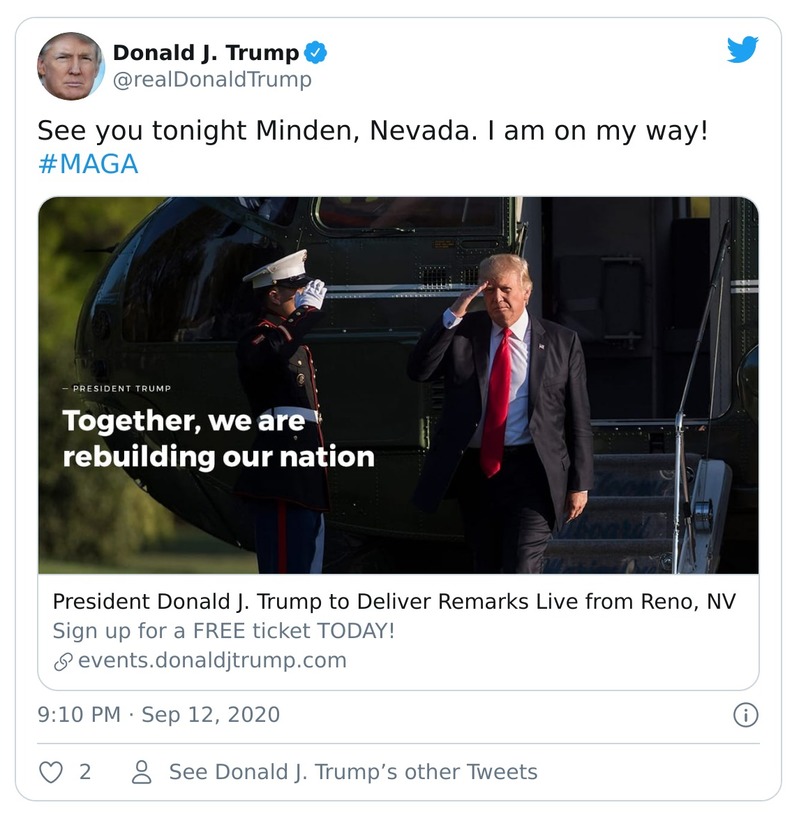 Donald J. Trump
@realDonaldTrump
See you tonight Minden, Nevada. I am on my way!
#MAGA
– PRESIDENT TRUMP
Together, we are
rebuilding our nation
President Donald J. Trump to Deliver Remarks Live from Reno, NV
Sign up for a FREE ticket TODAY!
events.donaldjtrump.com
9:10 PM · Sep 12, 2020
2 See Donald J. Trump’s other Tweets